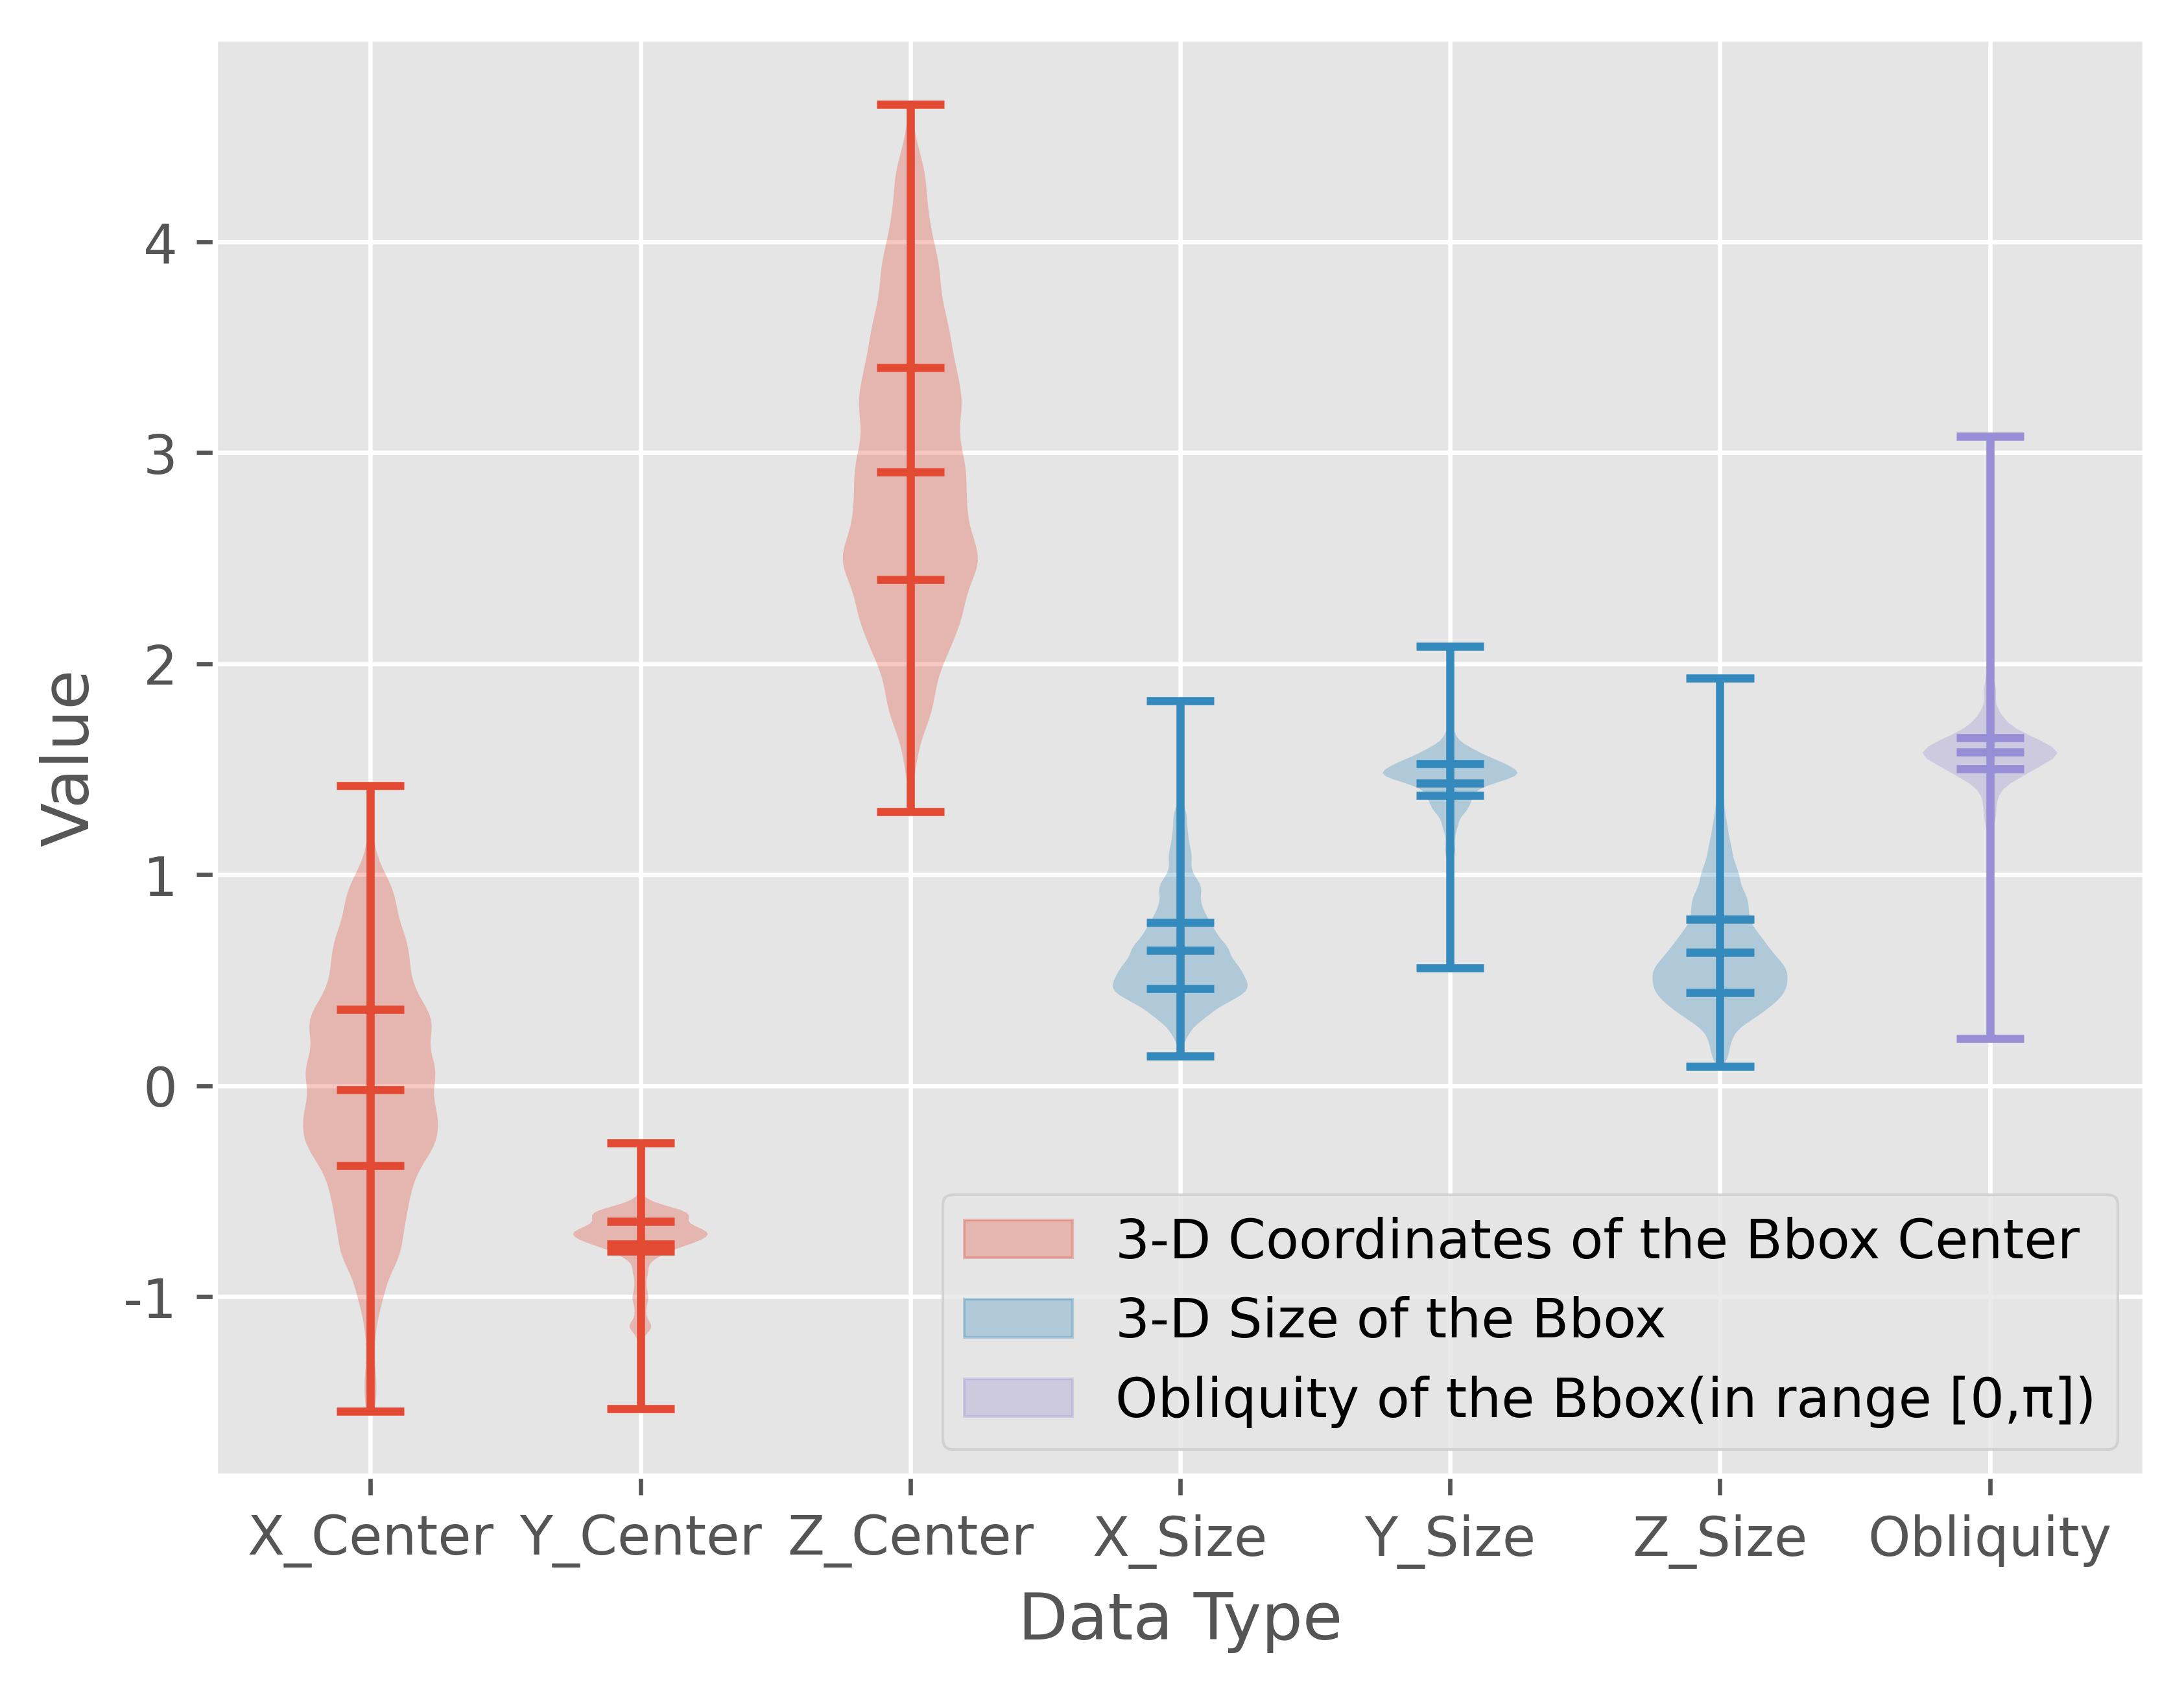 Value
4
3
2
1
0
-1
3-D Coordinates of the Bbox Center
3-D Size of the Bbox
Obliquity of the Bbox(in range [0,π])
X_Center Y_Center Z_Center X_Size Y_Size Z_Size Obliquity
Data Type